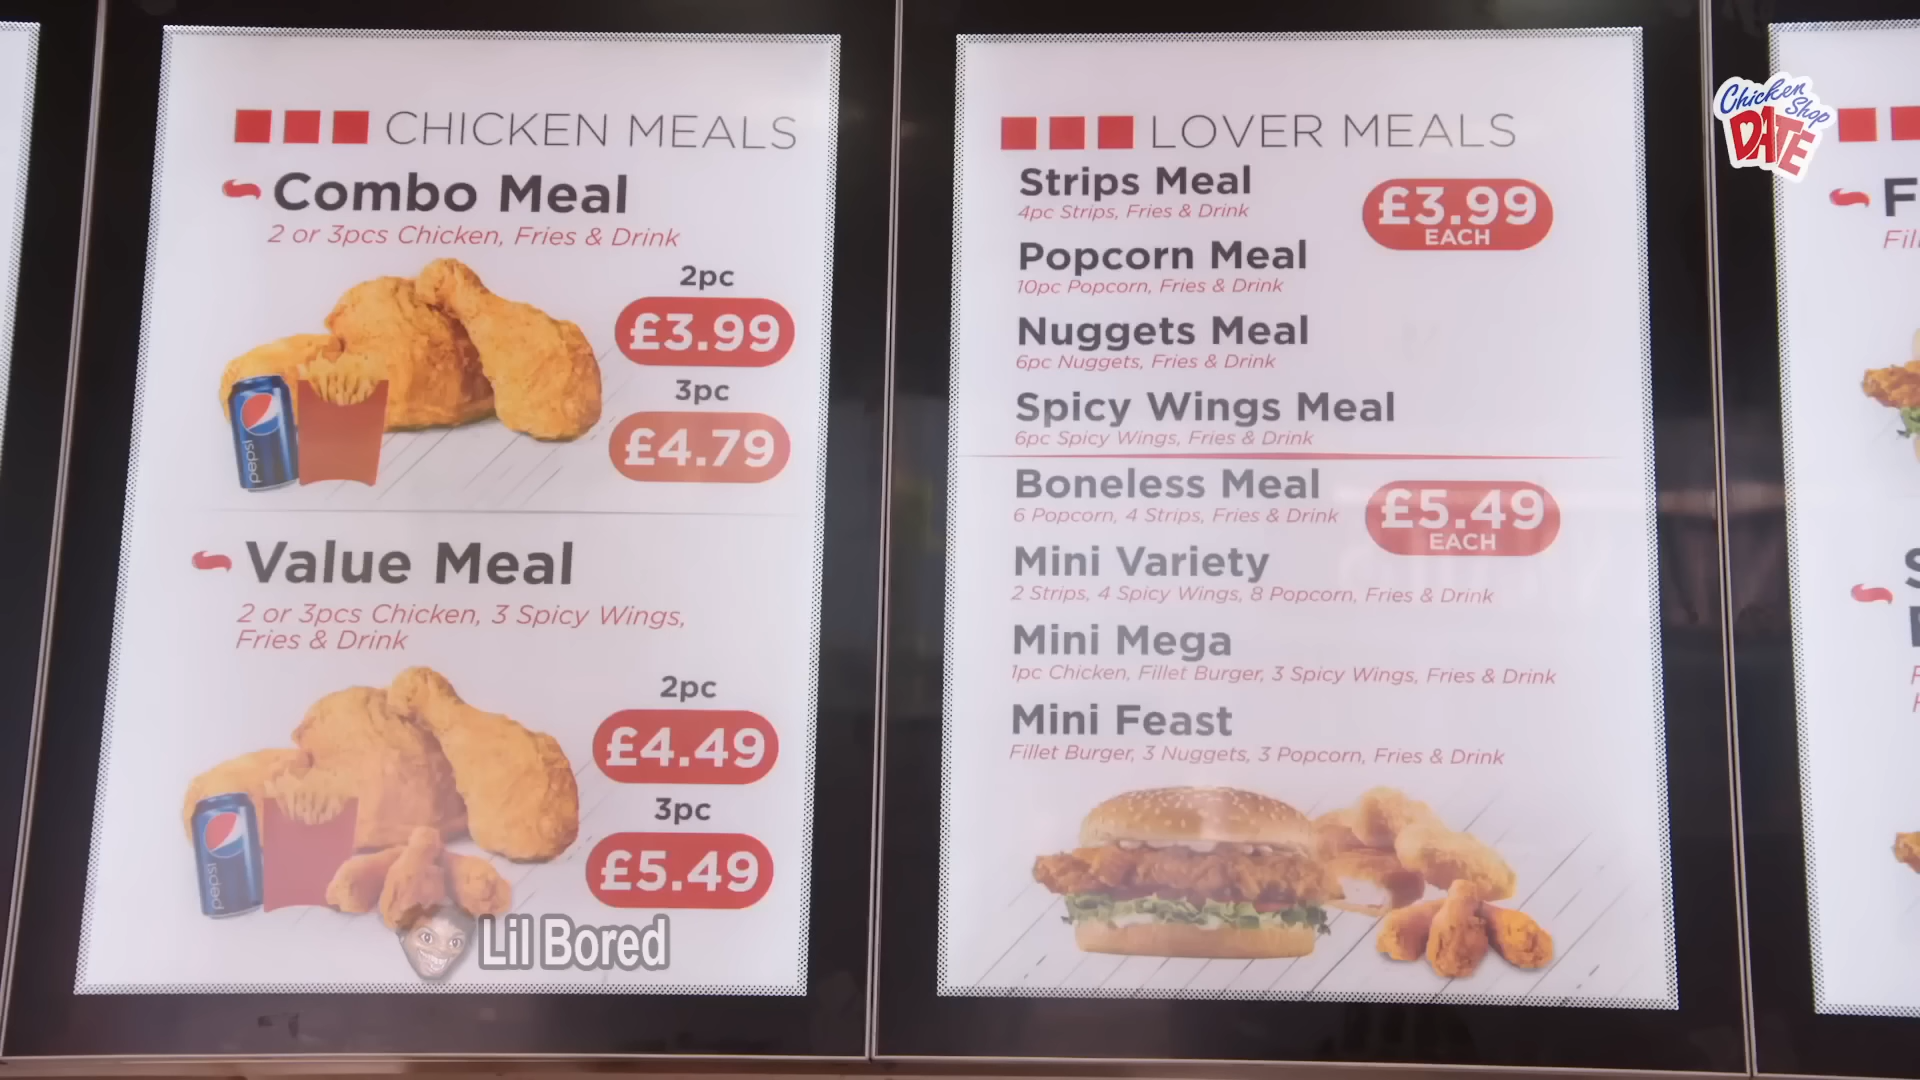 CHICKEN MEALS
Combo Meal
2 or 3pcs Chicken, Fries & Drink
2pc
£3.99
3pc
£4.79
pepsi
Value Meal
2 or 3pcs Chicken, 3 Spicy Wings,
Fries & Drink
2pc
£4.49
3pc
£5.49
pepsi
Lil Bored
LOVER MEALS
Strips Meal
4pc Strips, Fries & Drink
£3.99
EACH
Popcorn Meal
10pc Popcorn, Fries & Drink
Nuggets Meal
6pc Nuggets, Fries & Drink
Spicy Wings Meal
6pc Spicy Wings, Fries & Drink
Boneless Meal
6 Popcorn, 4 Strips, Fries & Drink
£5.49
EACH
Mini Variety
2 Strips, 4 Spicy Wings, 8 Popcorn, Fries & Drink
Mini Mega
1pc Chicken, Fillet Burger, 3 Spicy Wings, Fries & Drink
Mini Feast
Fillet Burger, 3 Nuggets, 3 Popcorn, Fries & Drink
Chicken
Shop
DATE